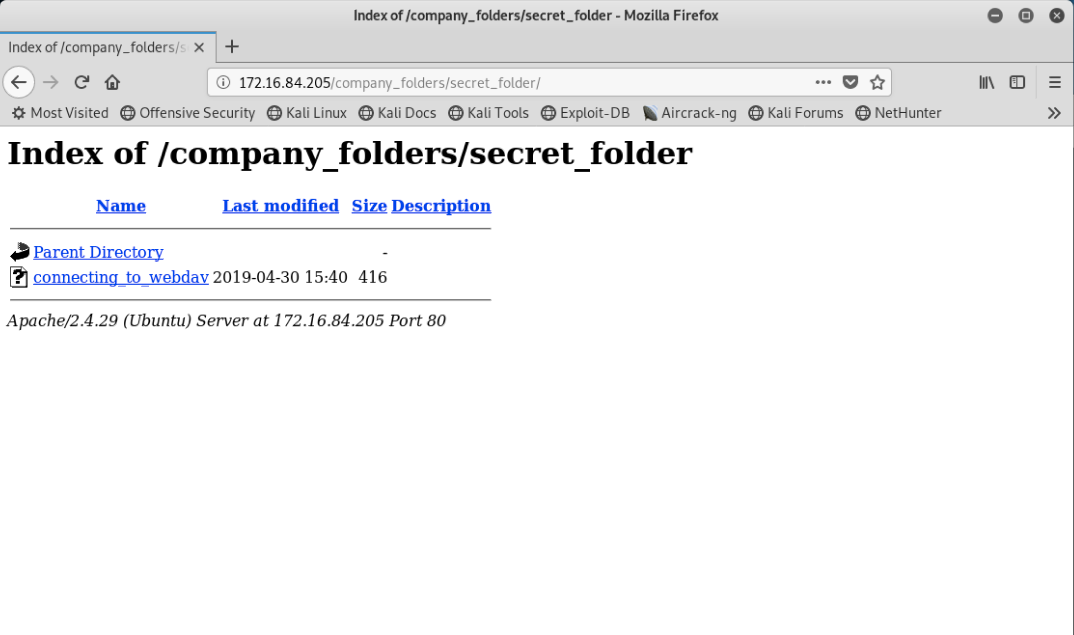 Index of /company_folders/secret_folder - Mozilla Firefox
Index of /company_folders/s
172.16.84.205/company_folders/secret_folder/
Most Visited Offensive Security Kali Linux Kali Docs Kali Tools Exploit-DB Aircrack-ng Kali Forums NetHunter
Index of /company_folders/secret_folder
Name Last modified Size Description
Parent Directory -
connecting_to_webdav 2019-04-30 15:40 416
Apache/2.4.29 (Ubuntu) Server at 172.16.84.205 Port 80